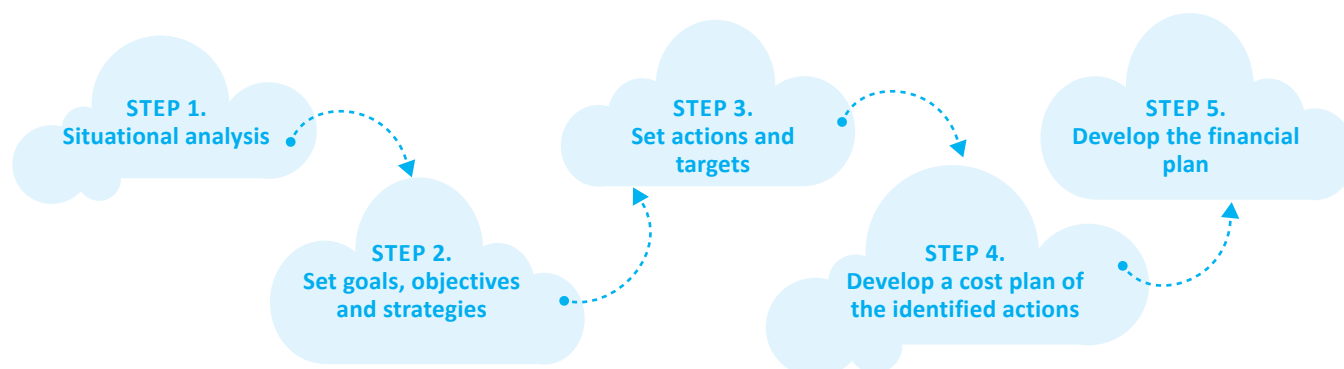 STEP 1.
Situational analysis
STEP 2.
Set goals, objectives
and strategies
STEP 3.
Set actions and
targets
STEP 4.
Develop a cost plan of
the identified actions
STEP 5.
Develop the financial
plan